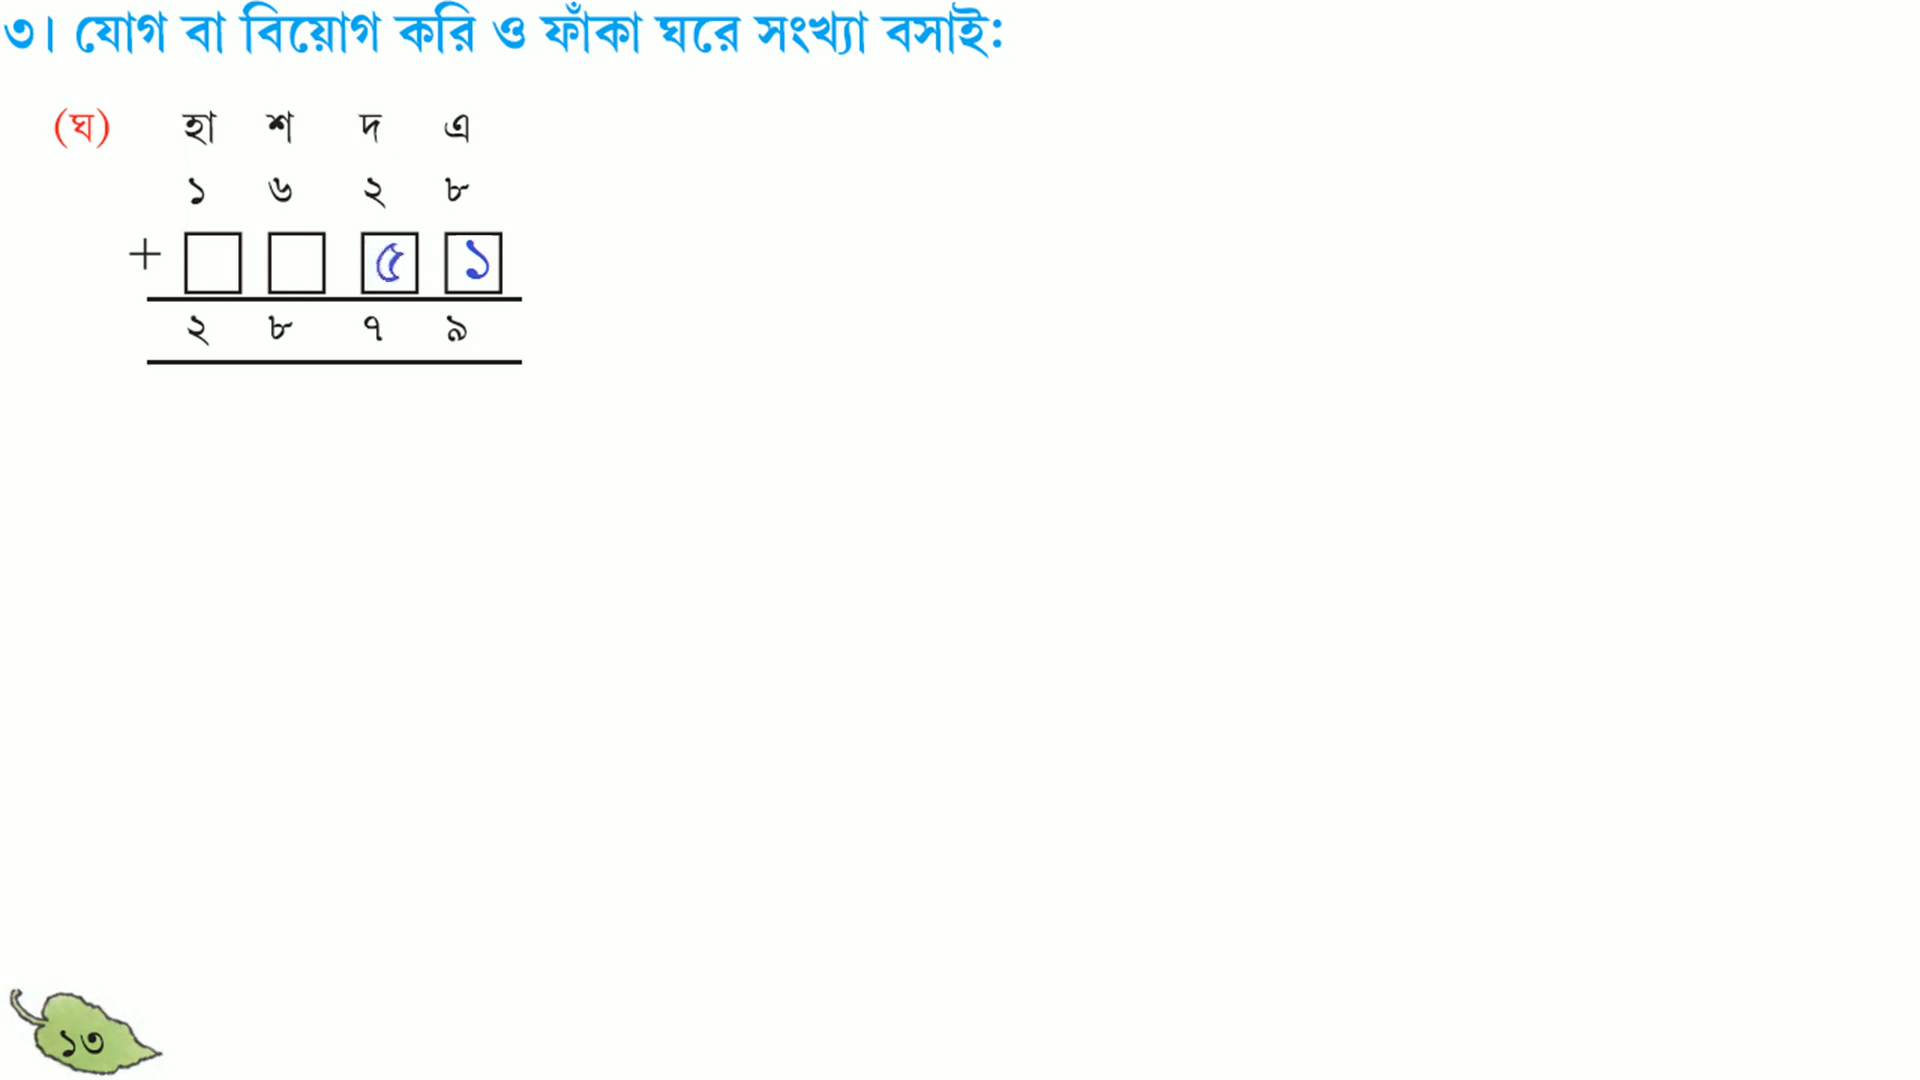 ৩। যোগ বা বিয়োগ করি ও ফাঁকা ঘরে সংখ্যা বসাই:
(ঘ) হা শ দ এ
১ ৬ ২ ৮
+ ৫ ১
২ ৮ ৭ ৯
১৩